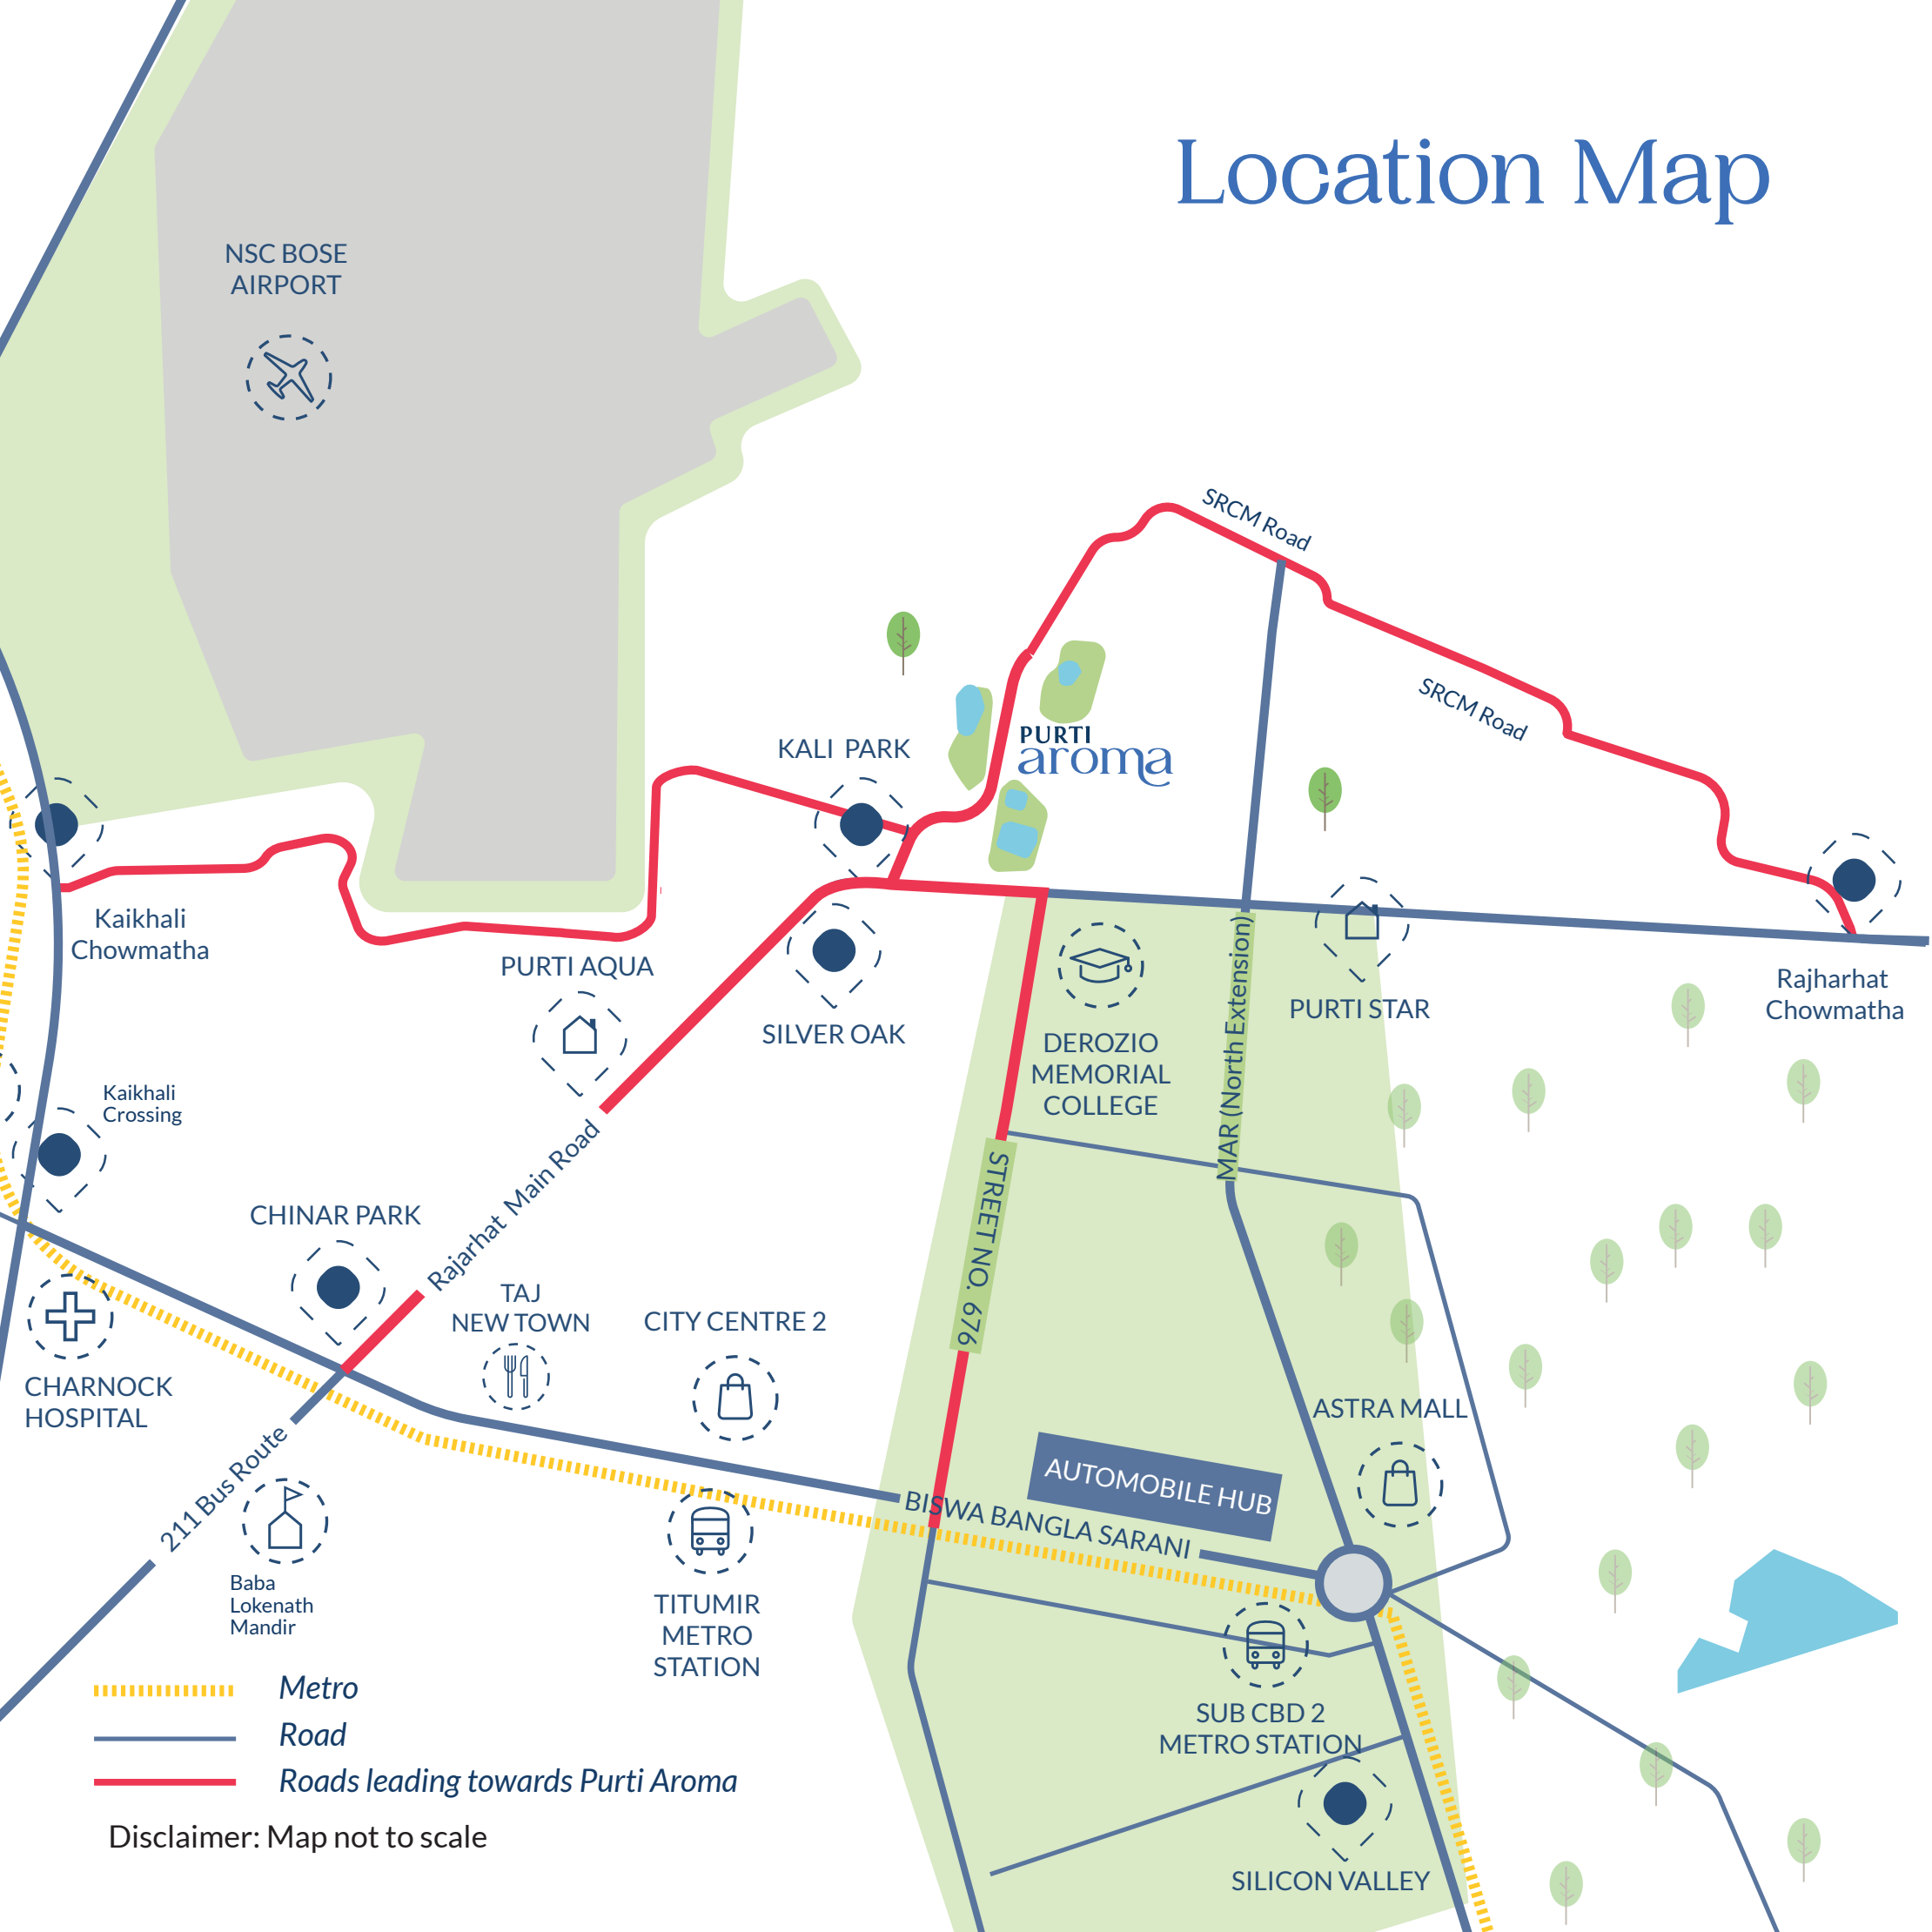 Location Map
NSC BOSE
AIRPORT
SRCM Road
SRCM Road
KALI PARK
PURTI
aroma
Kaikhali
Chowmatha
PURTI AQUA
SILVER OAK
DEROZIO
MEMORIAL
COLLEGE
MAR (North Extension)
PURTI STAR
Rajharhat
Chowmatha
Kaikhali
Crossing
Rajarhat Main Road
STREET NO. 676
CHINAR PARK
TAJ
NEW TOWN
CITY CENTRE 2
CHARNOCK
HOSPITAL
211 Bus Route
ASTRA MALL
AUTOMOBILE HUB
BISWA BANGLA SARANI
Baba
Lokenath
Mandir
TITUMIR
METRO
STATION
SUB CBD 2
METRO STATION
SILICON VALLEY
Metro
Road
Roads leading towards Purti Aroma
Disclaimer: Map not to scale